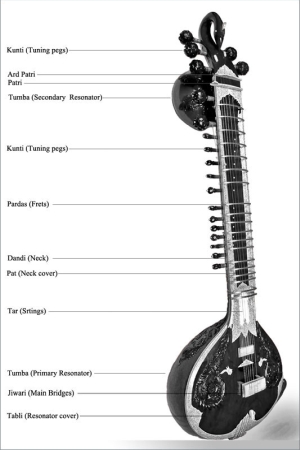 Kunti (Tuning pegs)
Ard Patri
Patri
Tumba (Secondary Resonator)
Kunti (Tuning pegs)
Pardas (Frets)
Dandi (Neck)
Pat (Neck cover)
Tar (Srtings)
Tumba (Primary Resonator)
Jiwari (Main Bridges)
Tabli (Resonator cover)